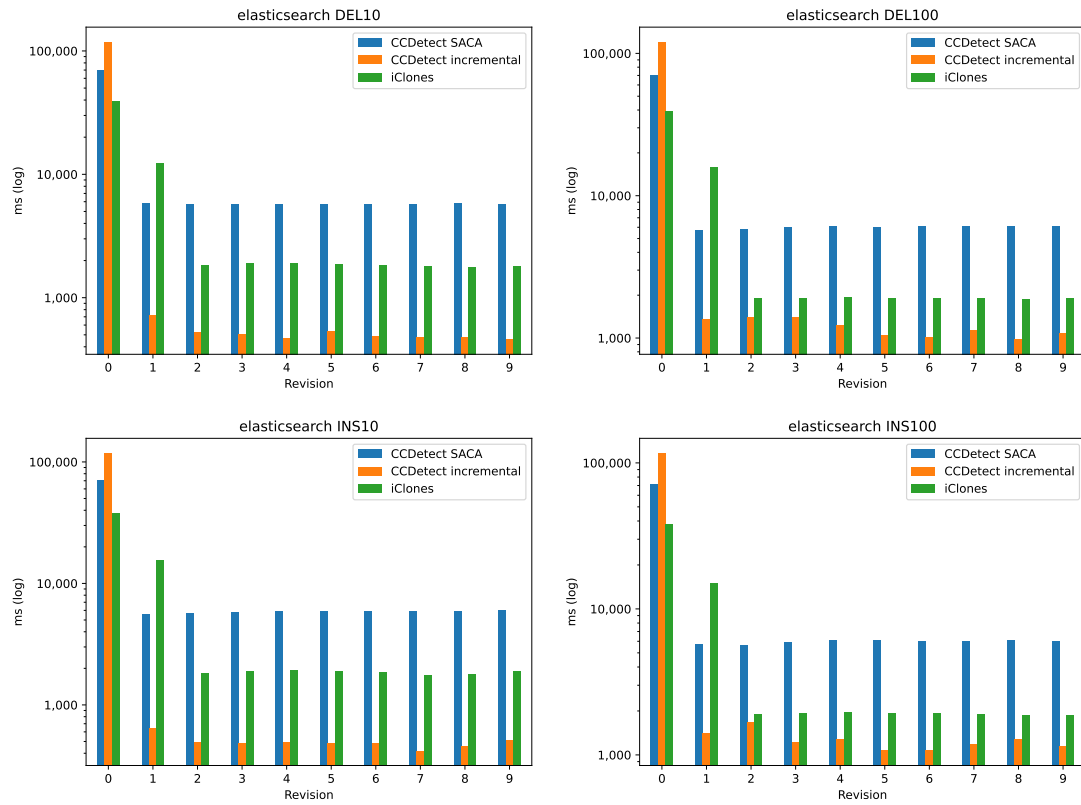 elasticsearch DEL10
100,000
10,000
1,000
ms (log)
CCDetect SACA
CCDetect incremental
iClones
0 1 2 3 4 5 6 7 8 9
Revision
elasticsearch DEL100
100,000
10,000
1,000
ms (log)
CCDetect SACA
CCDetect incremental
iClones
0 1 2 3 4 5 6 7 8 9
Revision
elasticsearch INS10
100,000
10,000
1,000
ms (log)
CCDetect SACA
CCDetect incremental
iClones
0 1 2 3 4 5 6 7 8 9
Revision
elasticsearch INS100
100,000
10,000
1,000
ms (log)
CCDetect SACA
CCDetect incremental
iClones
0 1 2 3 4 5 6 7 8 9
Revision